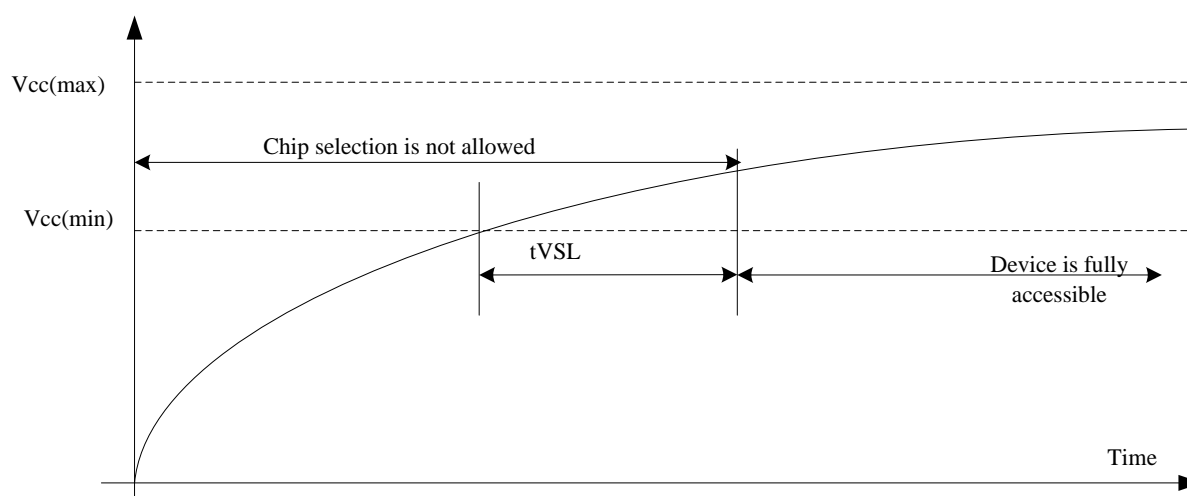 Vcc(max)
Chip selection is not allowed
Vcc(min)
tVSL
Device is fully
accessible
Time